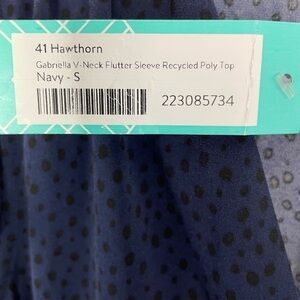 41 Hawthorn
Gabriella V-Neck Flutter Sleeve Recycled Poly Top
Navy - S
223085734